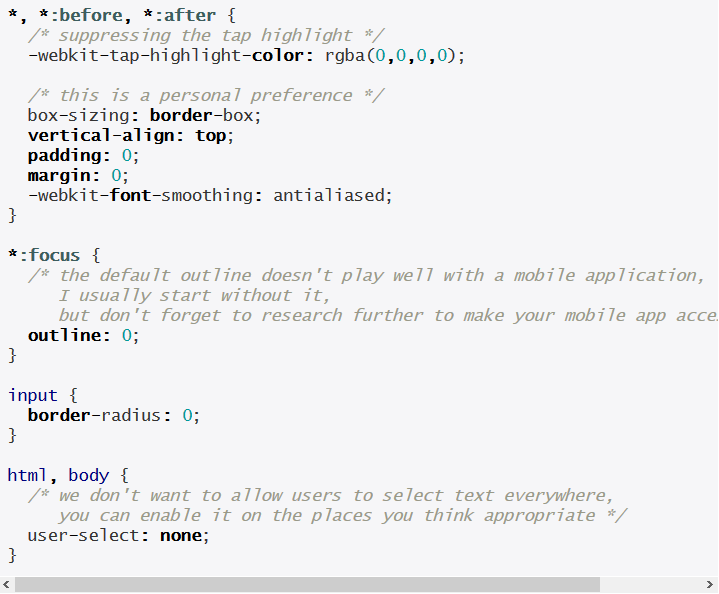 *, *:before, *:after {
  /* suppressing the tap highlight */
  -webkit-tap-highlight-color: rgba(0,0,0,0);

  /* this is a personal preference */
  box-sizing: border-box;
  vertical-align: top;
  padding: 0;
  margin: 0;
  -webkit-font-smoothing: antialiased;
}

*:focus {
  /* the default outline doesn't play well with a mobile application,
     I usually start without it,
     but don't forget to research further to make your mobile app
  outline: 0;
}

input {
  border-radius: 0;
}

html, body {
  /* we don't want to allow users to select text everywhere,
     you can enable it on the places you think appropriate */
  user-select: none;
}